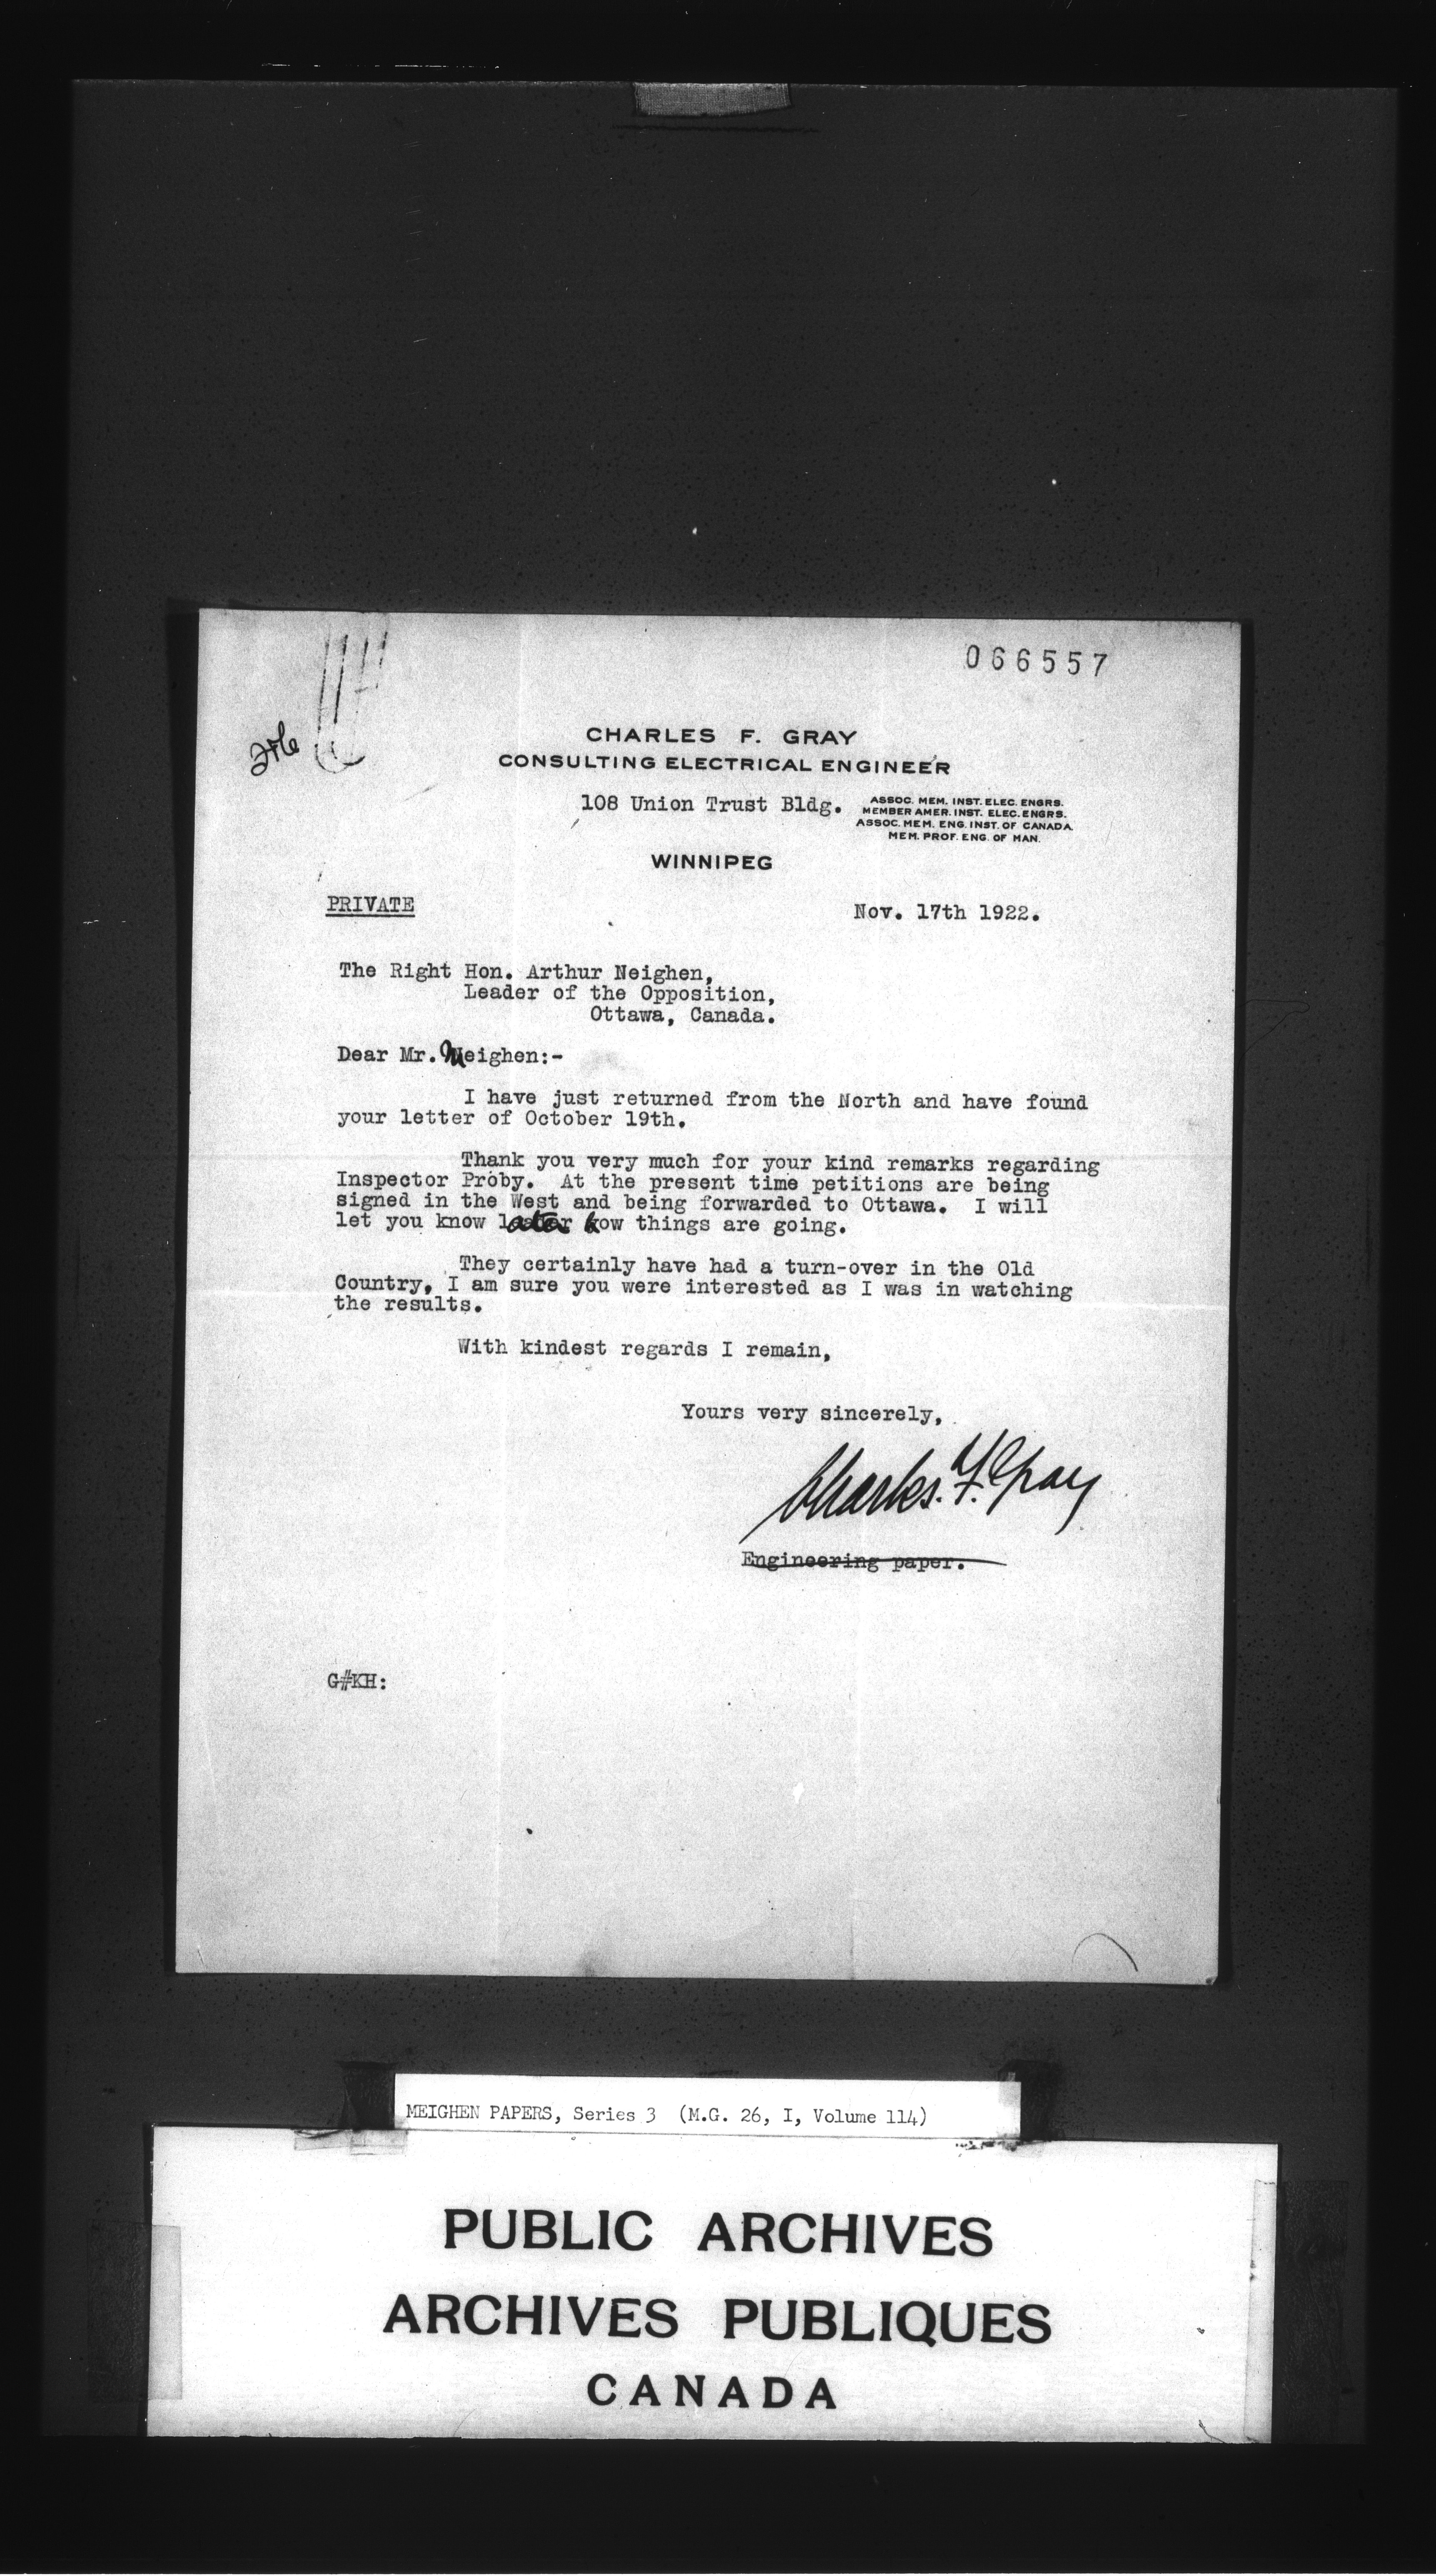 066557
CHARLES F. GRAY
CONSULTING ELECTRICAL ENGINEER
108 Union Trust Bldg.
ASSOC. MEM. INST. ELEC. ENGRS.
MEMBER AMER. INST. ELEC. ENGRS.
ASSOC. MEM. ENG. INST. OF CANADA.
MEM. PROF. ENG. OF MAN.
WINNIPEG
PRIVATE
Nov. 17th 1922.
The Right Hon. Arthur Neighen,
Leader of the Opposition,
Ottawa, Canada.
Dear Mr. Meighen:-
I have just returned from the North and have found
your letter of October 19th.
Thank you very much for your kind remarks regarding
Inspector Proby. At the present time petitions are being
signed in the West and being forwarded to Ottawa. I will
let you know later how things are going.
They certainly have had a turn-over in the Old
Country, I am sure you were interested as I was in watching
the results.
With kindest regards I remain,
Yours very sincerely,
Charles. F. Gray
Engineering paper.
G#KH:
MEIGHEN PAPERS, Series 3 (M.G. 26, I, Volume 114)
PUBLIC ARCHIVES
ARCHIVES PUBLIQUES
CANADA